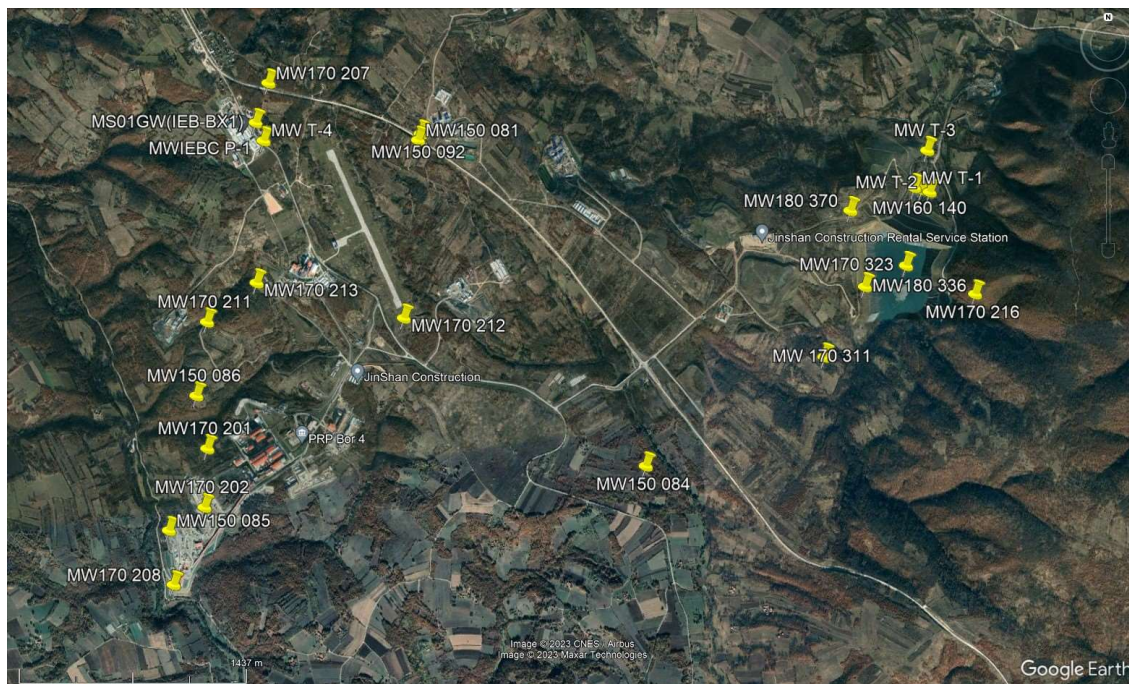 N
MW170 207
MS01GW(IEB-BX1)
MW T-4
MWIEBC P-1
MW150 081
MW150 092
MW T-3
MW T-2
MW T-1
MW180 370
MW160 140
Jinshan Construction Rental Service Station
MW170 323
MW180 336
MW170 216
MW170 213
MW170 211
MW170 212
MW 170 311
JinShan Construction
MW150 086
MW170 201
PRP Bor 4
MW150 084
MW170 202
MW150 085
MW170 208
Image © 2023 CNES / Airbus
mage © 2023 Maxar Technologies
1437 m
Google Earth